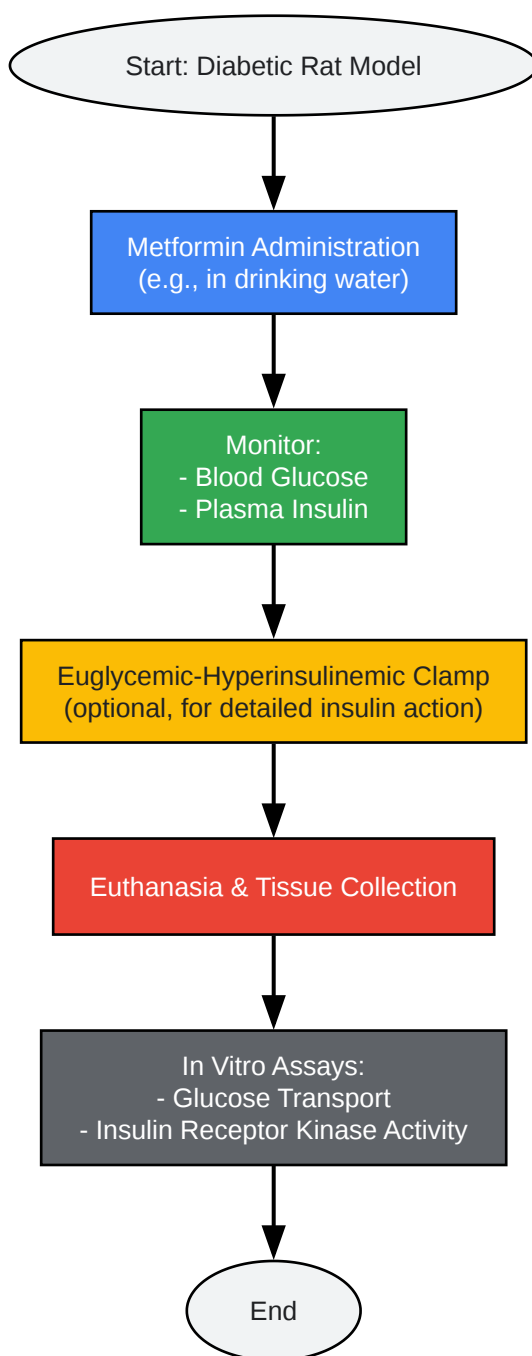 Start: Diabetic Rat Model
Metformin Administration
(e.g., in drinking water)
Monitor:
- Blood Glucose
- Plasma Insulin
Euglycemic-Hyperinsulinemic Clamp
(optional, for detailed insulin action)
Euthanasia & Tissue Collection
In Vitro Assays:
- Glucose Transport
- Insulin Receptor Kinase Activity
End